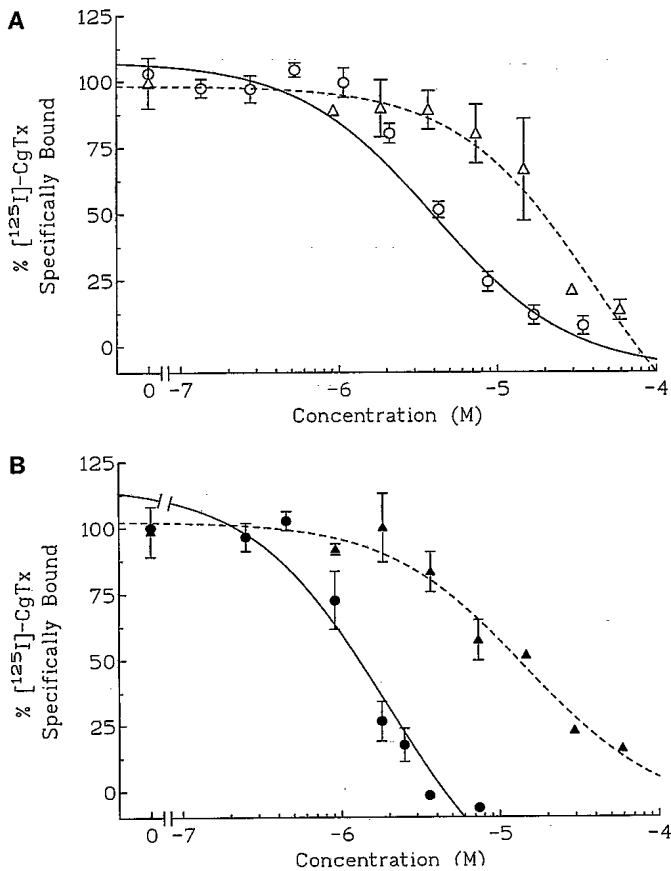 A
125
100
75
50
25
0
% [¹²⁵I]-CgTx
Specifically Bound
0 -7 -6 -5 -4
Concentration (M)
B
125
100
75
50
25
0
% [¹²⁵I]-CgTx
Specifically Bound
0 -7 -6 -5 -4
Concentration (M)